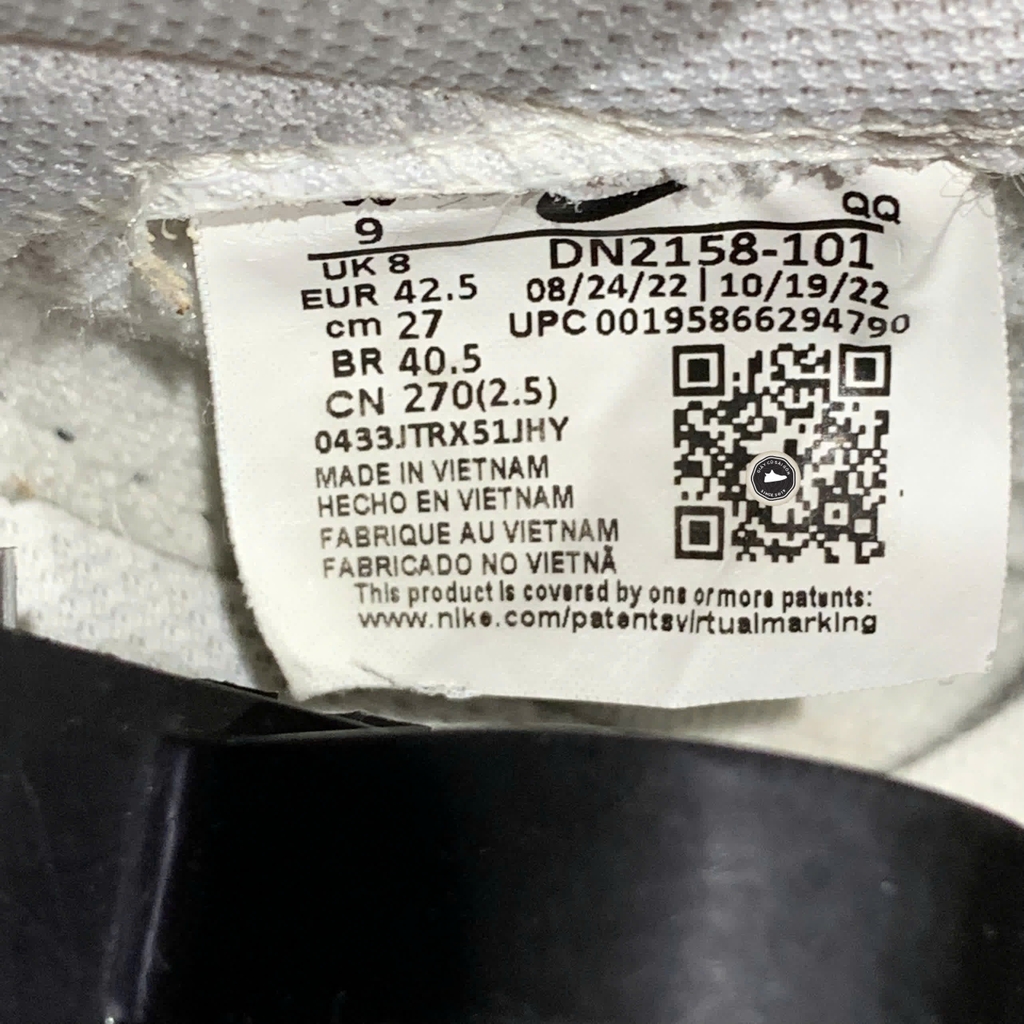 QQ
9
DN2158-101
UK 8
EUR 42.5
08/24/22 | 10/19/22
cm 27
UPC 00195866294790
BR 40.5
CN 270(2.5)
0433JTRX51JHY
MADE IN VIETNAM
HECHO EN VIETNAM
FABRIQUE AU VIETNAM
FABRICADO NO VIETNÃ
This product is covered by one or more patents:
www.nike.com/patentsvirtualmarking